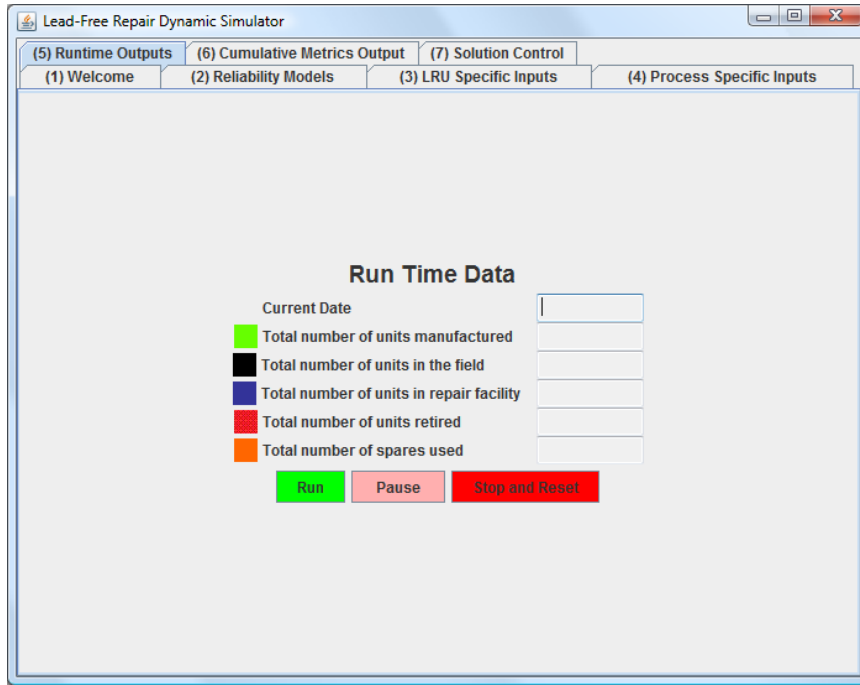 Lead-Free Repair Dynamic Simulator
(5) Runtime Outputs (6) Cumulative Metrics Output (7) Solution Control
(1) Welcome (2) Reliability Models (3) LRU Specific Inputs (4) Process Specific Inputs
Run Time Data
Current Date
Total number of units manufactured
Total number of units in the field
Total number of units in repair facility
Total number of units retired
Total number of spares used
Run Pause Stop and Reset